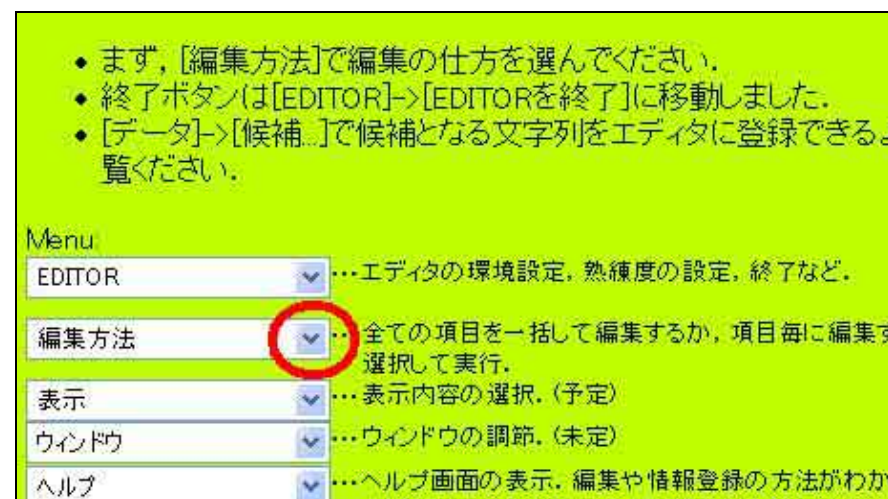 • まず, [編集方法]で編集の仕方を選んでください.
• 終了ボタンは[EDITOR]->[EDITORを終了]に移動しました.
• [データ]->[候補...]で候補となる文字列をエディタに登録できるよ
覧ください.
Menu:
EDITOR …エディタの環境設定, 熟練度の設定, 終了など.
編集方法 …全ての項目を一括して編集するか, 項目毎に編集す
選択して実行.
表示 …表示内容の選択. (予定)
ウィンドウ …ウィンドウの調節. (未定)
ヘルプ …ヘルプ画面の表示. 編集や情報登録の方法がわか